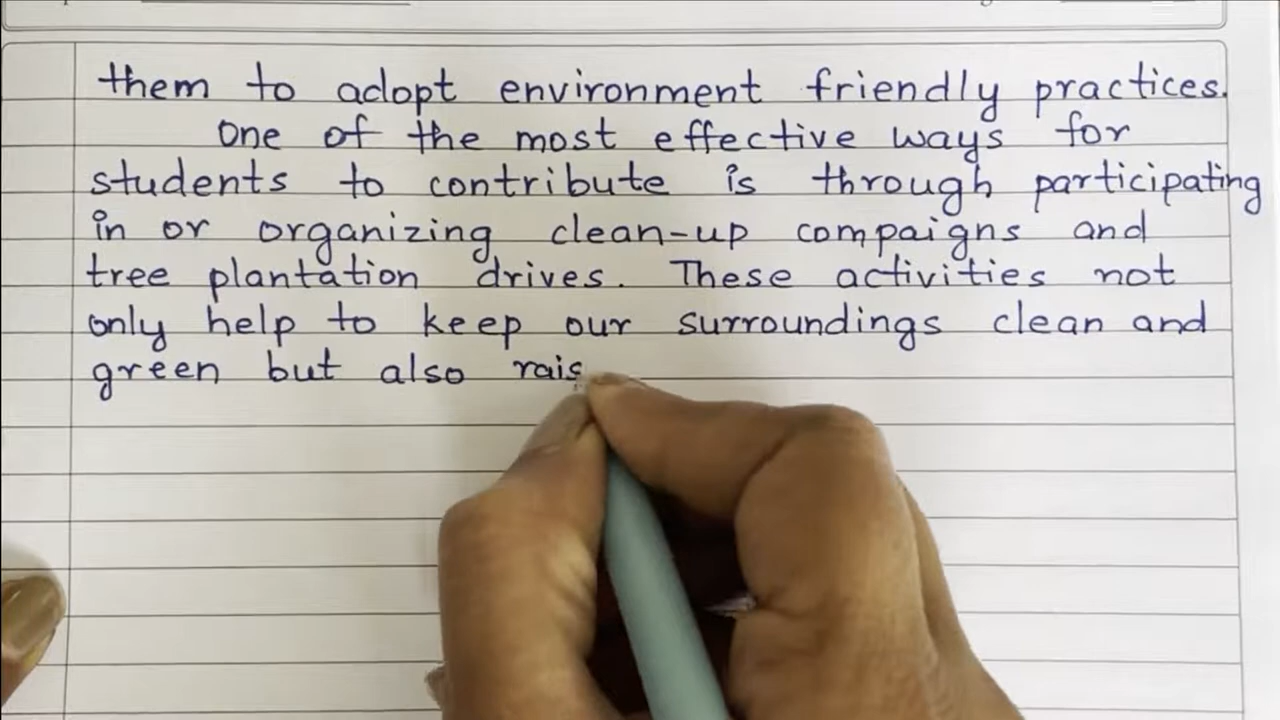 them to adopt environment friendly practices.
One of the most effective ways for
students to contribute is through participating
in or organizing clean-up compaigns and
tree plantation drives. These activities not
only help to keep our surroundings clean and
green but also rais